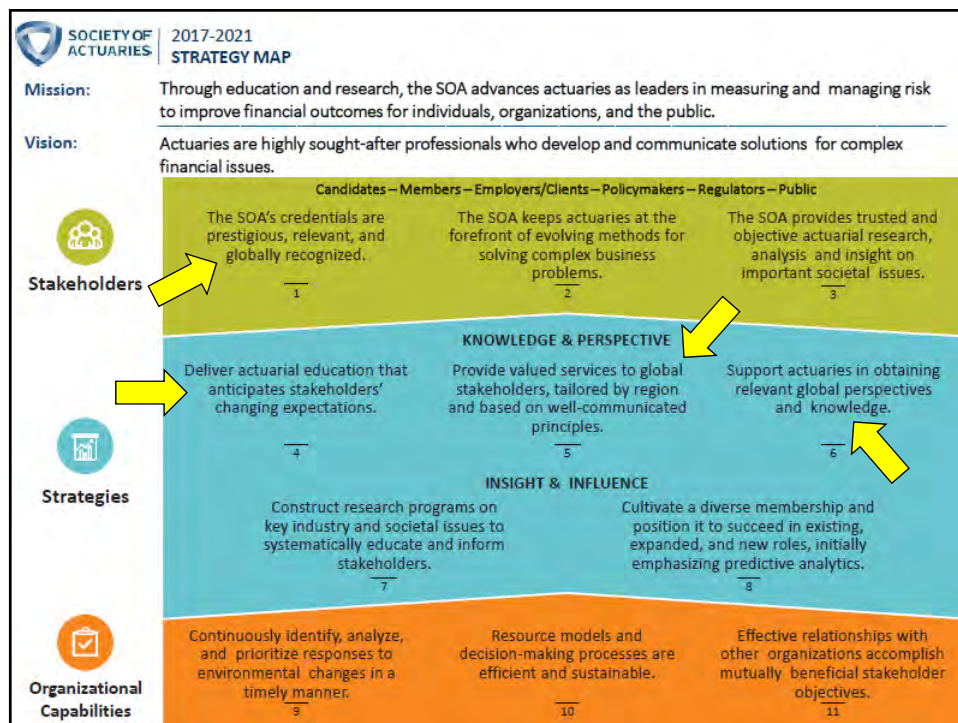 SOCIETY OF
ACTUARIES
2017-2021
STRATEGY MAP
Mission:
Through education and research, the SOA advances actuaries as leaders in measuring and managing risk
to improve financial outcomes for individuals, organizations, and the public.
Vision:
Actuaries are highly sought-after professionals who develop and communicate solutions for complex
financial issues.
Candidates – Members – Employers/Clients – Policymakers – Regulators – Public
Stakeholders
The SOA's credentials are
prestigious, relevant, and
globally recognized.
1
The SOA keeps actuaries at the
forefront of evolving methods for
solving complex business
problems.
2
The SOA provides trusted and
objective actuarial research,
analysis and insight on
important societal issues.
3
Strategies
KNOWLEDGE & PERSPECTIVE
Deliver actuarial education that
anticipates stakeholders'
changing expectations.
4
Provide valued services to global
stakeholders, tailored by region
and based on well-communicated
principles.
5
Support actuaries in obtaining
relevant global perspectives
and knowledge.
6
INSIGHT & INFLUENCE
Construct research programs on
key industry and societal issues to
systematically educate and inform
stakeholders.
7
Cultivate a diverse membership and
position it to succeed in existing,
expanded, and new roles, initially
emphasizing predictive analytics.
8
Organizational
Capabilities
Continuously identify, analyze,
and prioritize responses to
environmental changes in a
timely manner.
9
Resource models and
decision-making processes are
efficient and sustainable.
10
Effective relationships with
other organizations accomplish
mutually beneficial stakeholder
objectives.
11